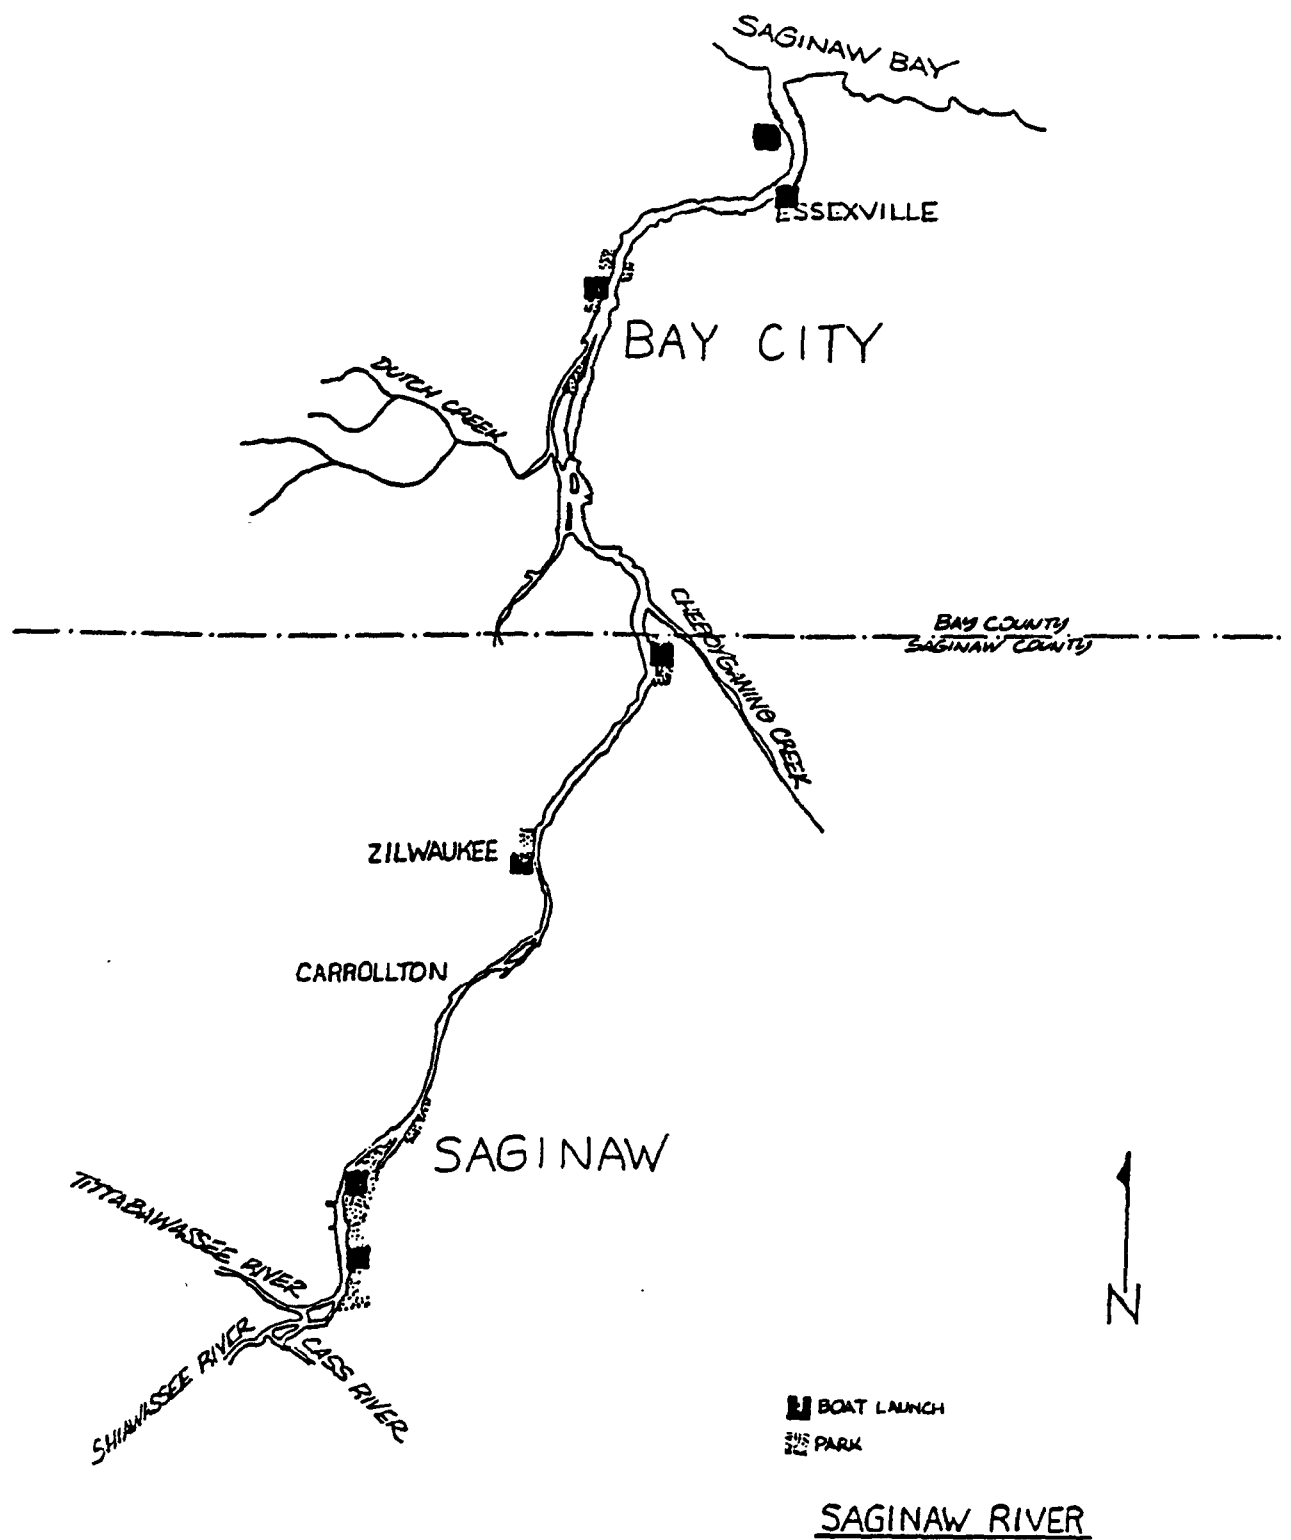 SAGINAW BAY
ESSEXVILLE
BAY CITY
DUTCH CREEK
CHEBOYGANING CREEK
BAY COUNTY
SAGINAW COUNTY
ZILWAUKEE
CARROLLTON
SAGINAW
TITTABAWASSEE RIVER
SHIAWASSEE RIVER
CASS RIVER
N
BOAT LAUNCH
PARK
SAGINAW RIVER